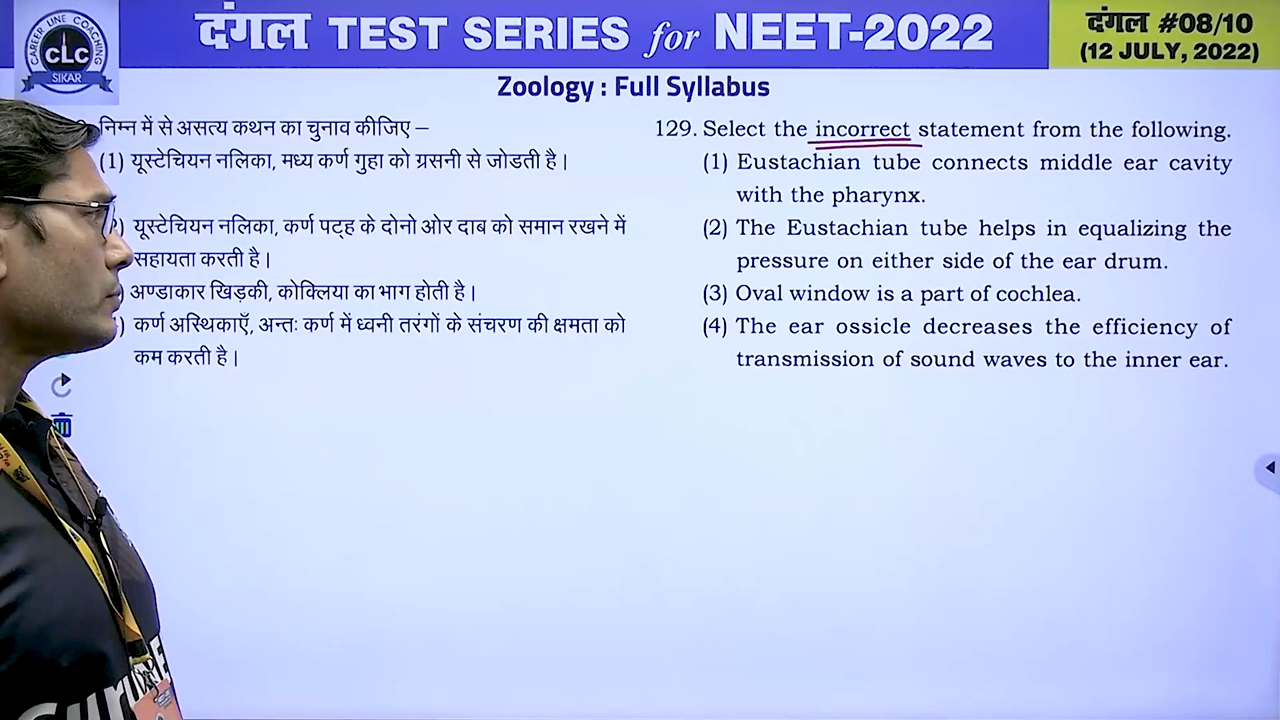 CAREER LINE COACHING
CLC
SIKAR
दंगल TEST SERIES for NEET-2022
दंगल #08/10
(12 JULY, 2022)
Zoology : Full Syllabus
निम्न में से असत्य कथन का चुनाव कीजिए –
(1) यूस्टेचियन नलिका, मध्य कर्ण गुहा को ग्रसनी से जोडती है।
यूस्टेचियन नलिका, कर्ण पट्ह के दोनो ओर दाब को समान रखने में
सहायता करती है।
अण्डाकार खिड़की, कोक्लिया का भाग होती है।
कर्ण अस्थिकाएँ, अन्तः कर्ण में ध्वनी तरंगों के संचरण की क्षमता को
कम करती है।
129. Select the incorrect statement from the following.
(1) Eustachian tube connects middle ear cavity
with the pharynx.
(2) The Eustachian tube helps in equalizing the
pressure on either side of the ear drum.
(3) Oval window is a part of cochlea.
(4) The ear ossicle decreases the efficiency of
transmission of sound waves to the inner ear.